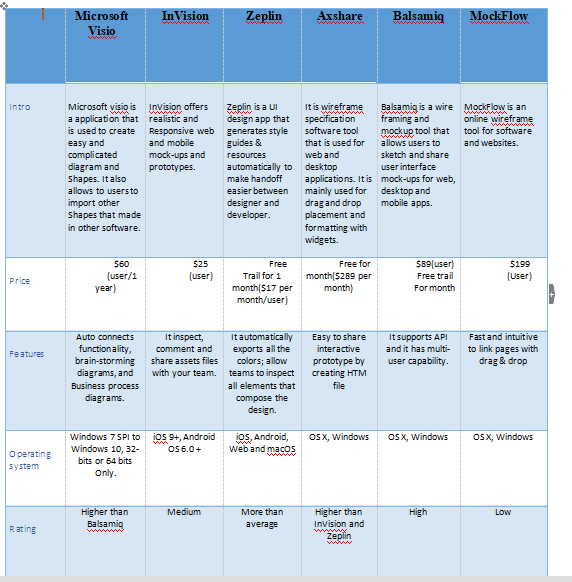 Microsoft Visio
InVision
Zeplin
Axshare
Balsamiq
MockFlow
Intro
Microsoft visio is
a application that
is used to create
easy and
complicated
diagram and
Shapes. It also
allows to users to
import other
Shapes that made
in other software.
InVision offers
realistic and
Responsive web
and mobile
mock-ups and
prototypes.
Zeplin is a UI
design app that
generates style
guides &
resources
automatically to
make handoff
easier between
designer and
developer.
It is wireframe
specification
software tool
that is used for
web and
desktop
applications. It is
mainly used for
drag and drop
placement and
formatting with
widgets.
Balsamiq is a wire
framing and
mockup tool that
allows users to
sketch and share
user interface
mock-ups for web,
desktop and
mobile apps.
MockFlow is an
online wireframe
tool for software
and websites.
Price
$60
(user/1
year)
$25
(user)
Free
Trail for 1
month($17 per
month/user)
Free for
month($289 per
month)
$89(user)
Free trail
For month
$199
(User)
Features
Auto connects
functionality,
brain-storming
diagrams, and
Business process
diagrams.
It inspect,
comment and
share assets files
with your team.
It automatically
exports all the
colors; allow
teams to inspect
all elements that
compose the
design.
Easy to share
interactive
prototype by
creating HTM
file
It supports API
and it has multi-
user capability.
Fast and intuitive
to link pages with
drag & drop
Operating
system
Windows 7 SPI to
Windows 10, 32-
bits or 64 bits
Only.
iOS 9+, Android
OS 6.0 +
iOS, Android,
Web and macOS
OS X, Windows
OS X, Windows
OS X, Windows
Rating
Higher than
Balsamiq
Medium
More than
average
Higher than
InVision and
Zeplin
High
Low